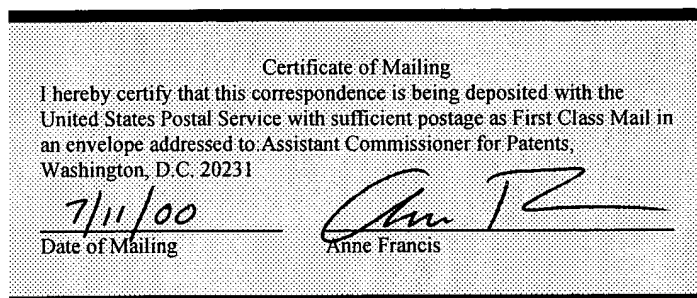 Certificate of Mailing
I hereby certify that this correspondence is being deposited with the
United States Postal Service with sufficient postage as First Class Mail in
an envelope addressed to: Assistant Commissioner for Patents,
Washington, D.C. 20231
7/11/00
Date of Mailing Anne Francis